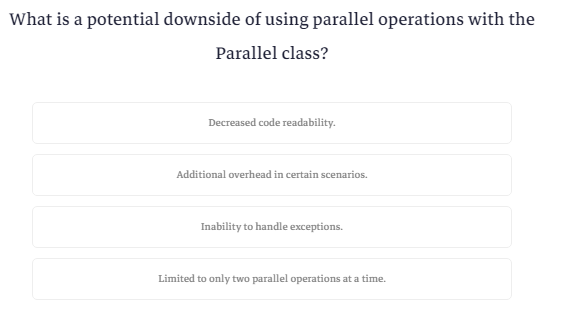 What is a potential downside of using parallel operations with the
Parallel class?
Decreased code readability.
Additional overhead in certain scenarios.
Inability to handle exceptions.
Limited to only two parallel operations at a time.